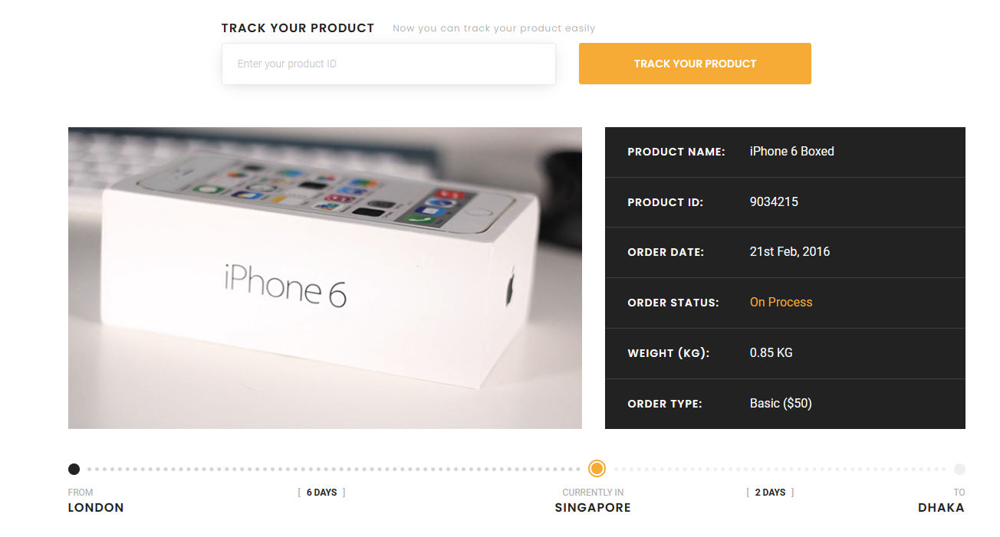 TRACK YOUR PRODUCT Now you can track your product easily
Enter your product ID
TRACK YOUR PRODUCT
iPhone 6
PRODUCT NAME: iPhone 6 Boxed
PRODUCT ID: 9034215
ORDER DATE: 21st Feb, 2016
ORDER STATUS: On Process
WEIGHT (KG): 0.85 KG
ORDER TYPE: Basic ($50)
FROM [ 6 DAYS ] CURRENTLY IN [ 2 DAYS ] TO
LONDON SINGAPORE DHAKA